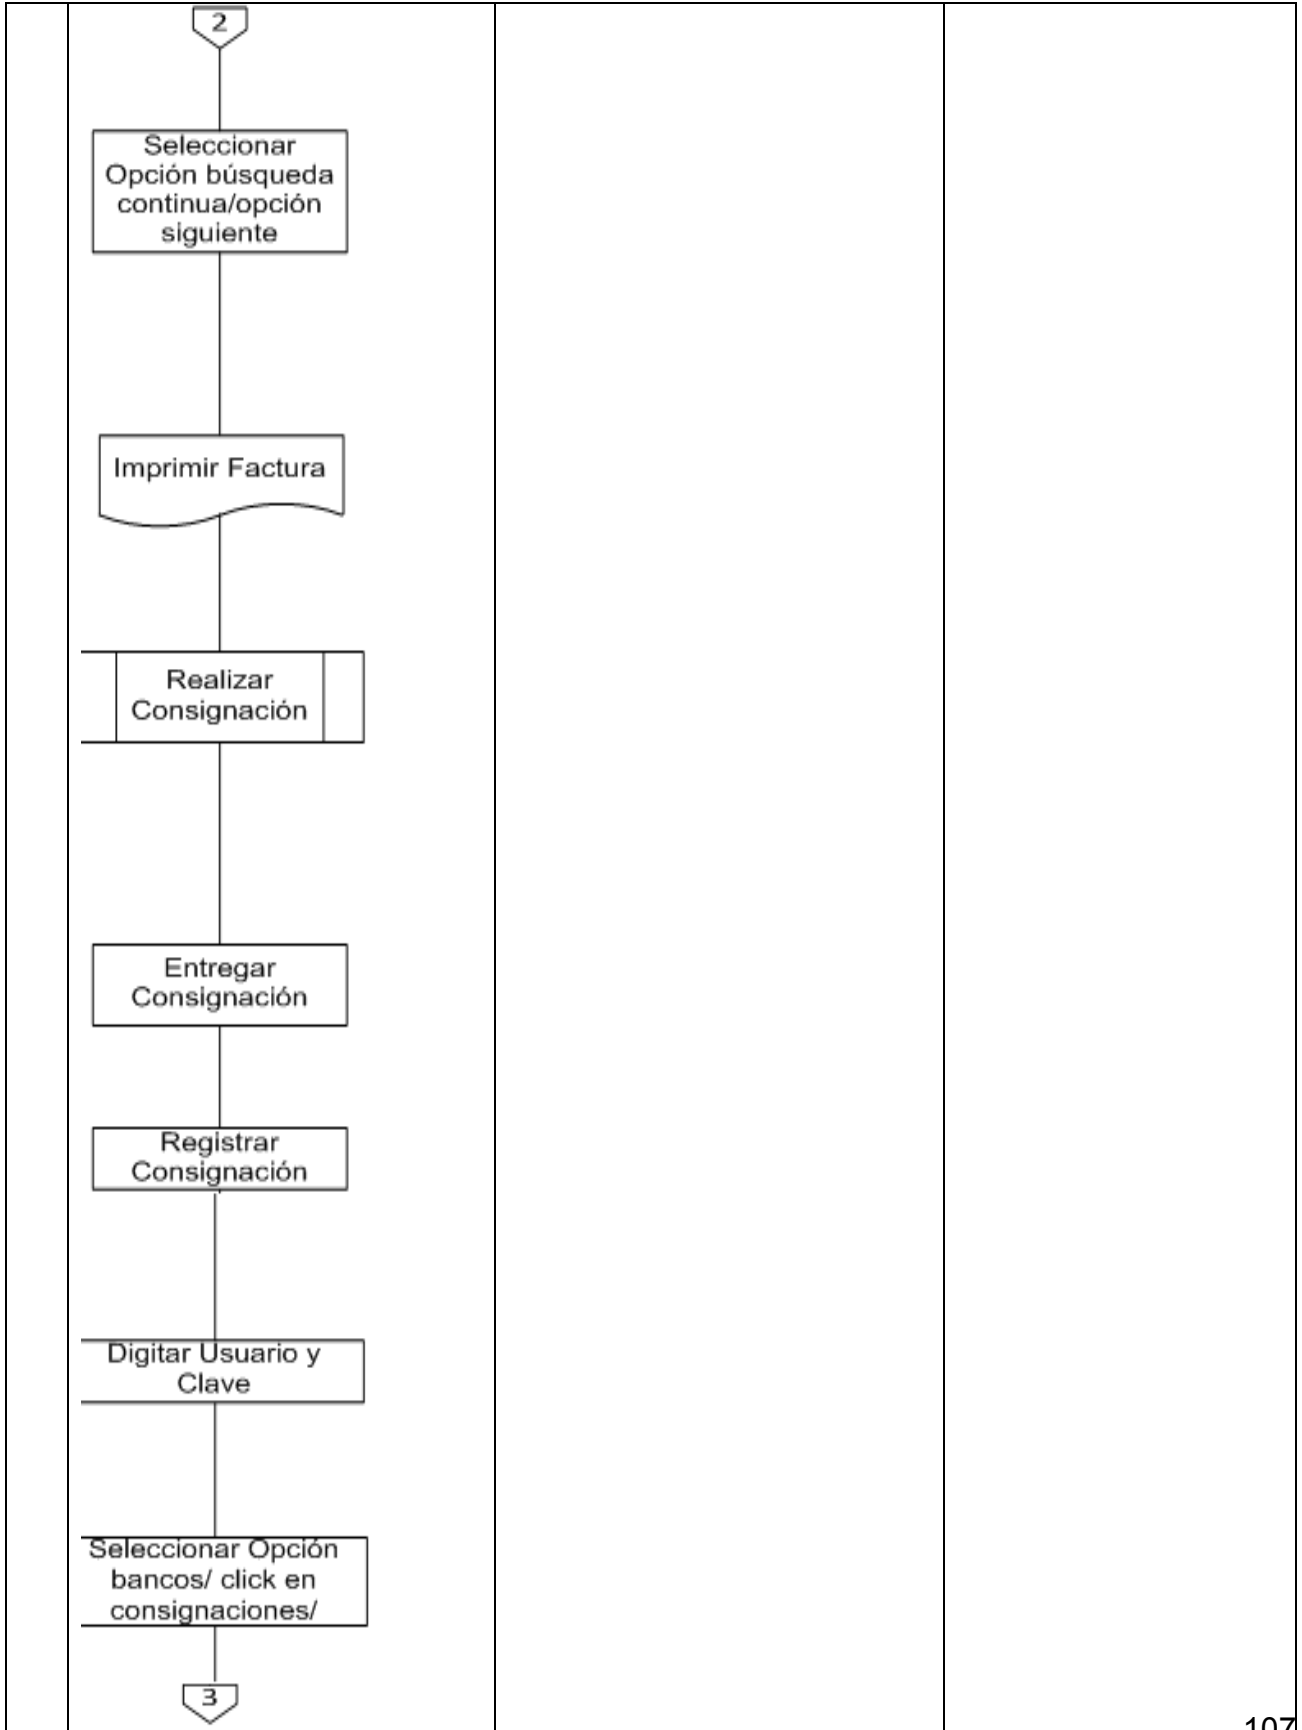 2
Seleccionar
Opción búsqueda
continua/opción
siguiente
Imprimir Factura
Realizar
Consignación
Entregar
Consignación
Registrar
Consignación
Digitar Usuario y
Clave
Seleccionar Opción
bancos/ click en
consignaciones/
3
107